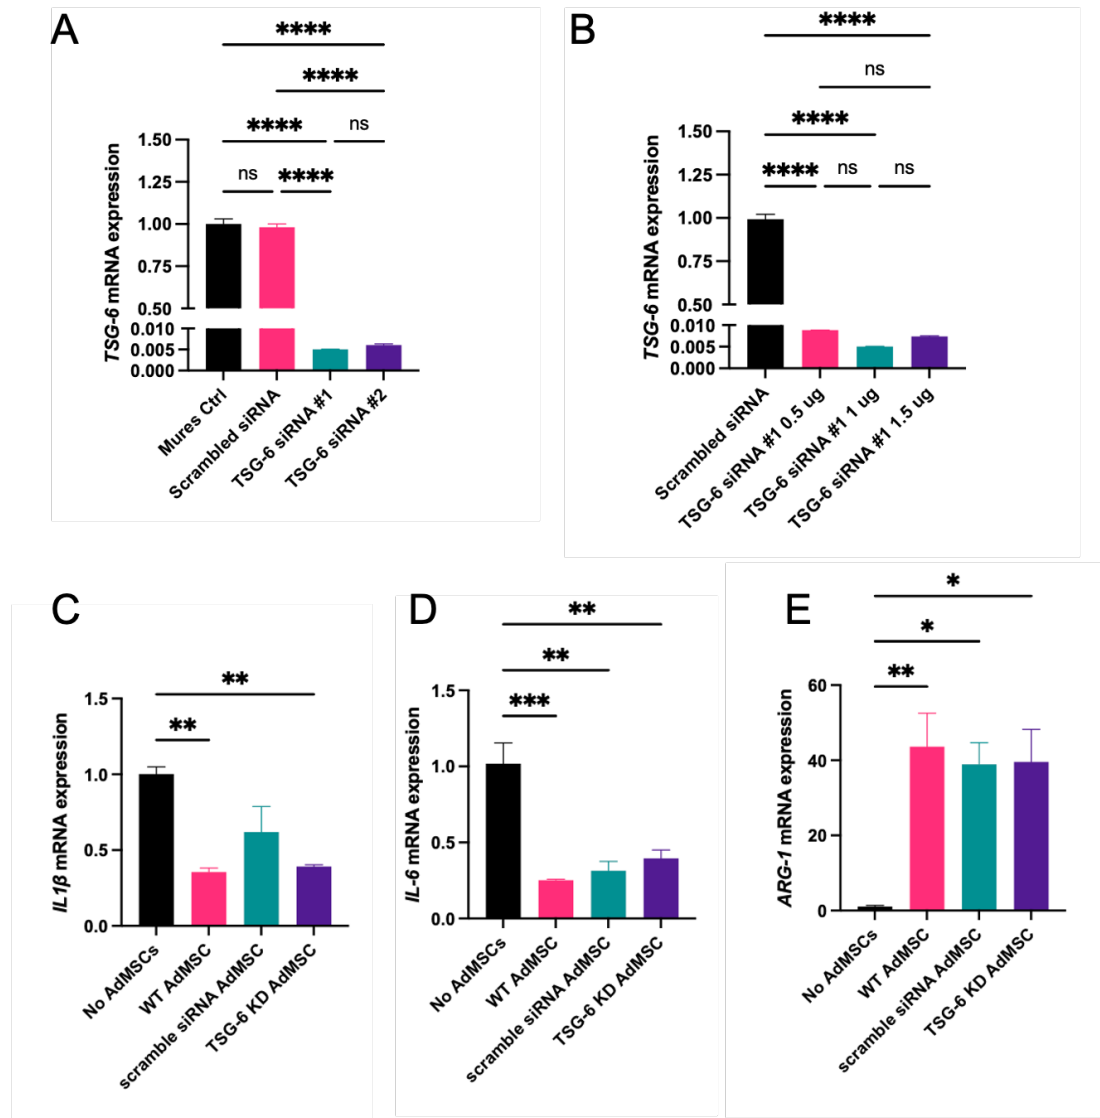 A
****
****
**** ns
ns ****
TSG-6 mRNA expression
1.50
1.25
1.00
0.75
0.50
0.010
0.005
0.000
Mures Ctrl
Scrambled siRNA
TSG-6 siRNA #1
TSG-6 siRNA #2
B
****
ns
****
**** ns ns
TSG-6 mRNA expression
1.50
1.25
1.00
0.75
0.50
0.010
0.005
0.000
Scrambled siRNA
TSG-6 siRNA #1 0.5 ug
TSG-6 siRNA #1 1 ug
TSG-6 siRNA #1 1.5 ug
C
**
**
IL1β mRNA expression
1.5
1.0
0.5
0.0
No AdMSCs
WT AdMSC
scramble siRNA AdMSC
TSG-6 KD AdMSC
D
**
**
***
IL-6 mRNA expression
1.5
1.0
0.5
0.0
No AdMSCs
WT AdMSC
scramble siRNA AdMSC
TSG-6 KD AdMSC
E
*
*
**
ARG-1 mRNA expression
60
40
20
0
No AdMSCs
WT AdMSC
scramble siRNA AdMSC
TSG-6 KD AdMSC